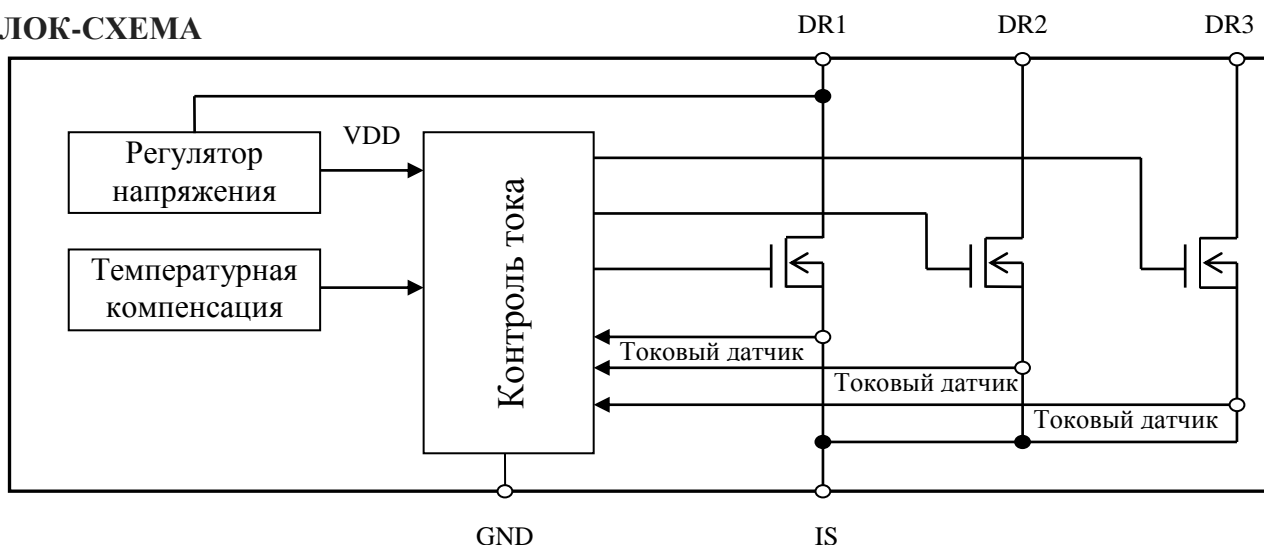 ЛОК-СХЕМА
DR1
DR2
DR3
VDD
Регулятор
напряжения
Температурная
компенсация
Контроль тока
Токовый датчик
Токовый датчик
Токовый датчик
GND
IS